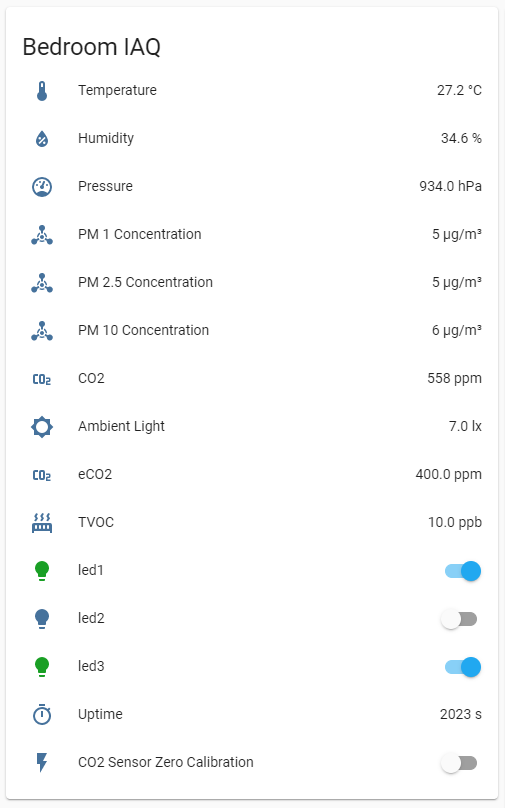 Bedroom IAQ
Temperature 27.2 °C
Humidity 34.6 %
Pressure 934.0 hPa
PM 1 Concentration 5 µg/m³
PM 2.5 Concentration 5 µg/m³
PM 10 Concentration 6 µg/m³
CO2 CO2 558 ppm
Ambient Light 7.0 lx
CO2 eCO2 400.0 ppm
TVOC 10.0 ppb
led1
led2
led3
Uptime 2023 s
CO2 Sensor Zero Calibration